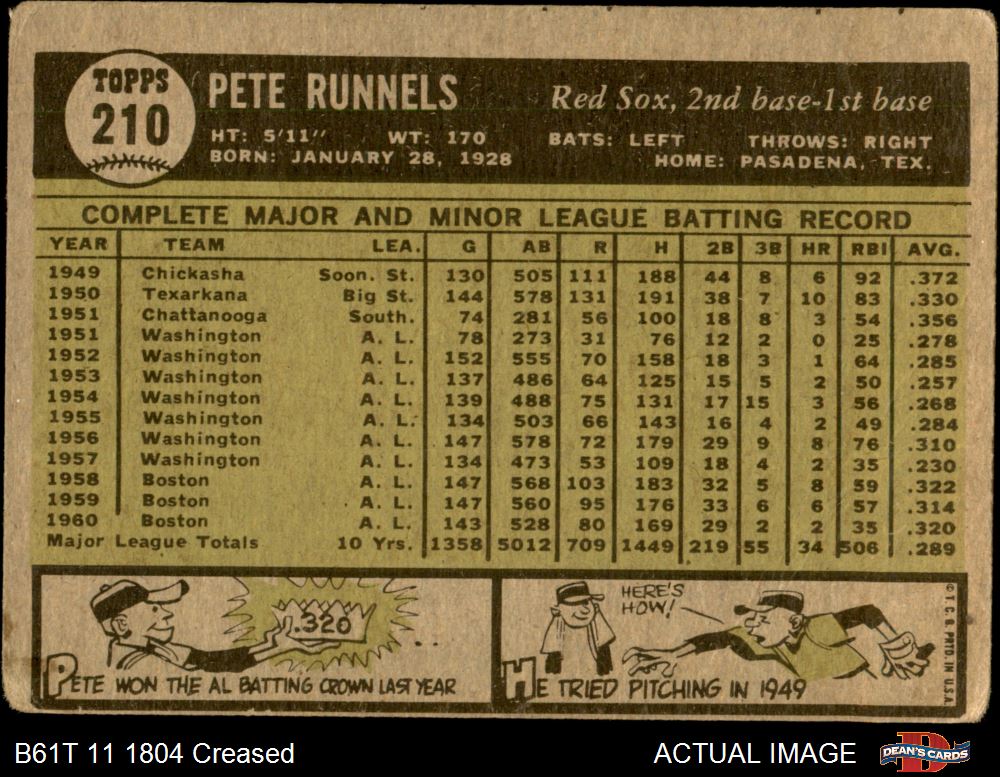 TOPPS
210
PETE RUNNELS
Red Sox, 2nd base-1st base
HT: 5'11" WT: 170 BATS: LEFT THROWS: RIGHT
BORN: JANUARY 28, 1928 HOME: PASADENA, TEX.
COMPLETE MAJOR AND MINOR LEAGUE BATTING RECORD
YEAR TEAM LEA. G AB R H 2B 3B HR RBI AVG.
1949 Chickasha Soon. St. 130 505 111 188 44 8 6 92 .372
1950 Texarkana Big St. 144 578 131 191 38 7 10 83 .330
1951 Chattanooga South. 74 281 56 100 18 8 3 54 .356
1951 Washington A. L. 78 273 31 76 12 2 0 25 .278
1952 Washington A. L. 152 555 70 158 18 3 1 64 .285
1953 Washington A. L. 137 486 64 125 15 5 2 50 .257
1954 Washington A. L. 139 488 75 131 17 15 3 56 .268
1955 Washington A. L. 134 503 66 143 16 4 2 49 .284
1956 Washington A. L. 147 578 72 179 29 9 8 76 .310
1957 Washington A. L. 134 473 53 109 18 4 2 35 .230
1958 Boston A. L. 147 568 103 183 32 5 8 59 .322
1959 Boston A. L. 147 560 95 176 33 6 6 57 .314
1960 Boston A. L. 143 528 80 169 29 2 2 35 .320
Major League Totals 10 Yrs. 1358 5012 709 1449 219 55 34 506 .289
.320
PETE WON THE AL BATTING CROWN LAST YEAR
HERE'S
HOW!
HE TRIED PITCHING IN 1949
© T. C. G. PRTD. IN U.S.A.
B61T 11 1804 Creased
ACTUAL IMAGE
DEAN'S CARDS